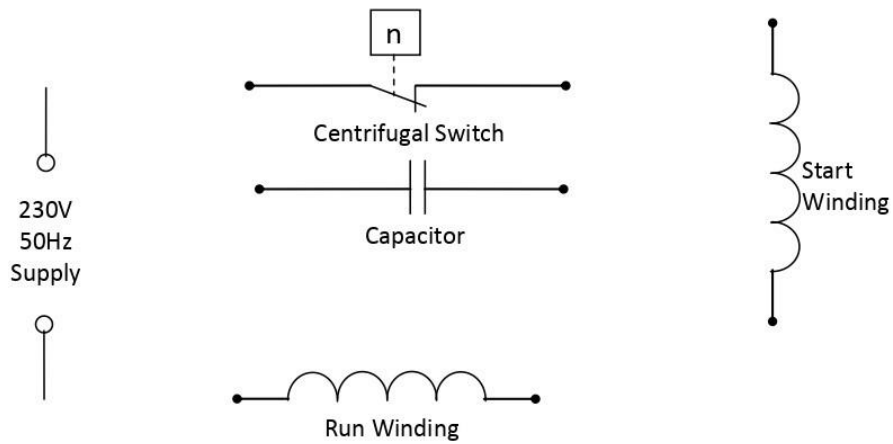 n
Centrifugal Switch
Capacitor
230V
50Hz
Supply
Start
Winding
Run Winding